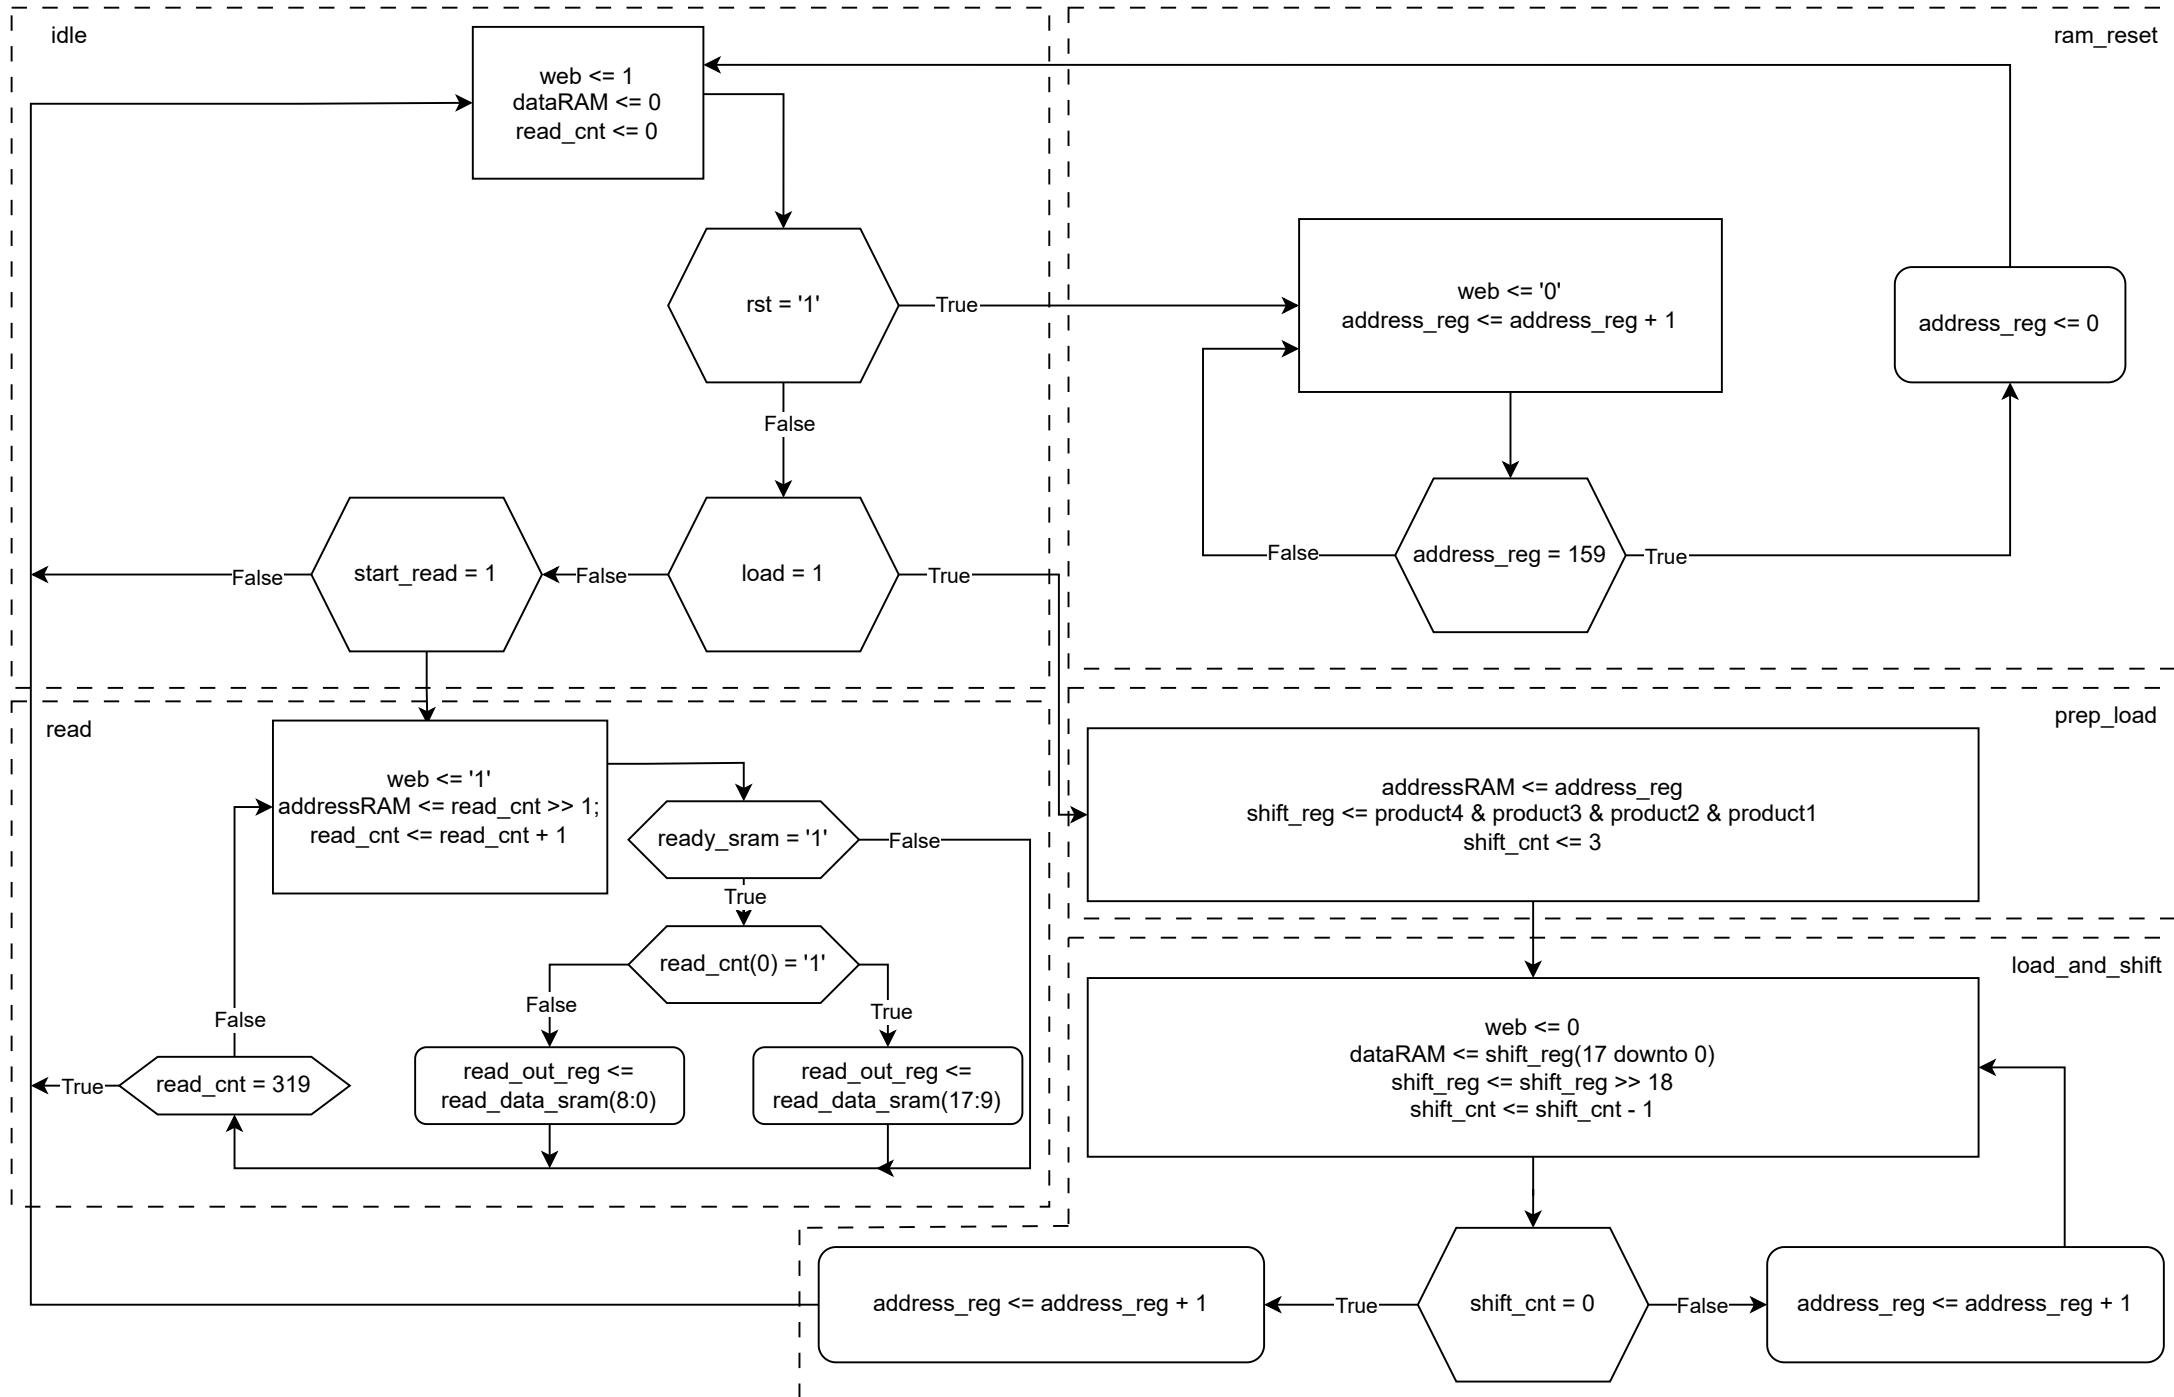 idle
web <= 1
dataRAM <= 0
read_cnt <= 0
rst = '1'
True
False
load = 1
True
False
start_read = 1
False
ram_reset
web <= '0'
address_reg <= address_reg + 1
address_reg = 159
False
True
address_reg <= 0
read
web <= '1'
addressRAM <= read_cnt >> 1;
read_cnt <= read_cnt + 1
ready_sram = '1'
False
True
read_cnt(0) = '1'
False
True
read_out_reg <=
read_data_sram(8:0)
read_out_reg <=
read_data_sram(17:9)
read_cnt = 319
False
True
prep_load
addressRAM <= address_reg
shift_reg <= product4 & product3 & product2 & product1
shift_cnt <= 3
load_and_shift
web <= 0
dataRAM <= shift_reg(17 downto 0)
shift_reg <= shift_reg >> 18
shift_cnt <= shift_cnt - 1
shift_cnt = 0
True
False
address_reg <= address_reg + 1
address_reg <= address_reg + 1